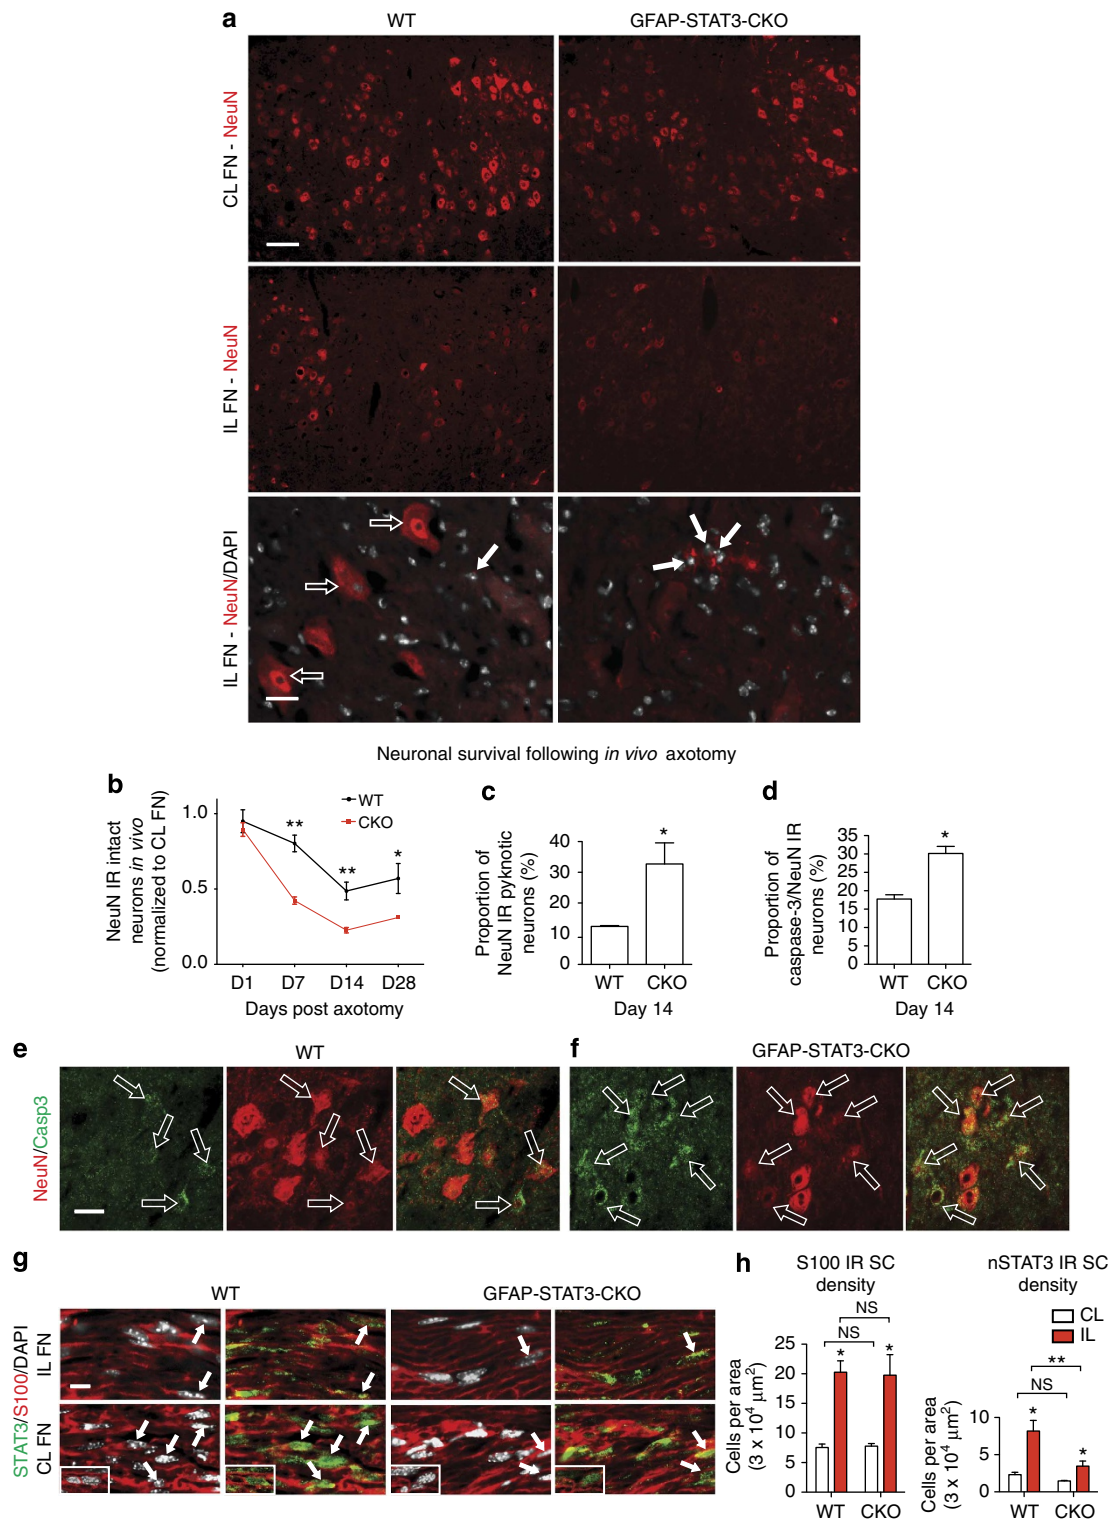 a
WT
GFAP-STAT3-CKO
CL FN - NeuN
IL FN - NeuN
IL FN - NeuN/DAPI
Neuronal survival following in vivo axotomy
b
NeuN IR intact
neurons in vivo
(normalized to CL FN)
1.0
0.5
0.0
WT
CKO
**
**
*
D1 D7 D14 D28
Days post axotomy
c
Proportion of
NeuN IR pyknotic
neurons (%)
40
30
20
10
0
*
WT CKO
Day 14
d
Proportion of
caspase-3/NeuN IR
neurons (%)
35
30
25
20
15
10
5
0
*
WT CKO
Day 14
e
WT
NeuN/Casp3
f
GFAP-STAT3-CKO
g
WT
GFAP-STAT3-CKO
STAT3/S100/DAPI
IL FN
CL FN
h
S100 IR SC
density
Cells per area
(3 x 10⁴ µm²)
25
20
15
10
5
0
NS
NS
*
*
WT CKO
nSTAT3 IR SC
density
CL
IL
Cells per area
(3 x 10⁴ µm²)
10
5
0
**
NS
*
*
WT CKO